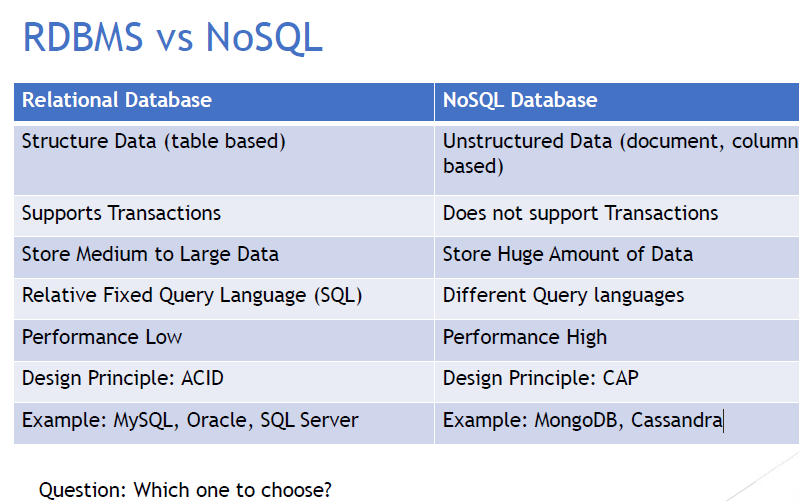 RDBMS vs NoSQL
Relational Database
NoSQL Database
Structure Data (table based)
Unstructured Data (document, column
based)
Supports Transactions
Does not support Transactions
Store Medium to Large Data
Store Huge Amount of Data
Relative Fixed Query Language (SQL)
Different Query languages
Performance Low
Performance High
Design Principle: ACID
Design Principle: CAP
Example: MySQL, Oracle, SQL Server
Example: MongoDB, Cassandra
Question: Which one to choose?